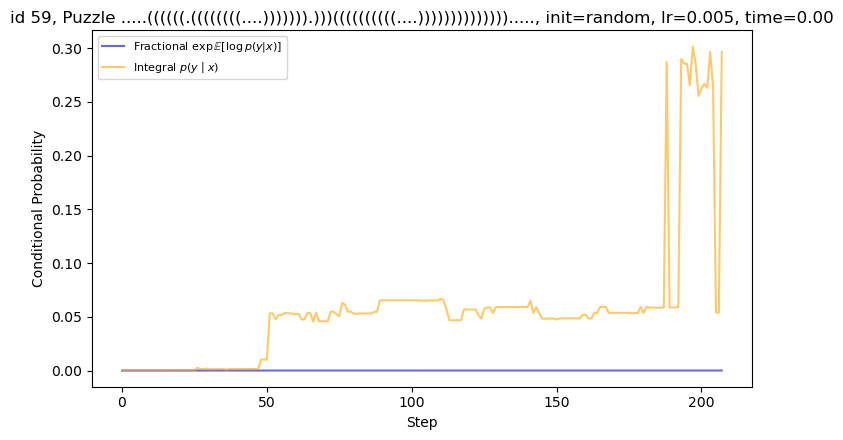 id 59, Puzzle .....((((((.((((((((....))))))).)))((((((((((....)))))))))))))))....., init=random, lr=0.005, time=0.00
Fractional exp𝔼[log p(y|x)]
Integral p(y | x)
0.30
0.25
0.20
0.15
0.10
0.05
0.00
Conditional Probability
0
50
100
150
200
Step